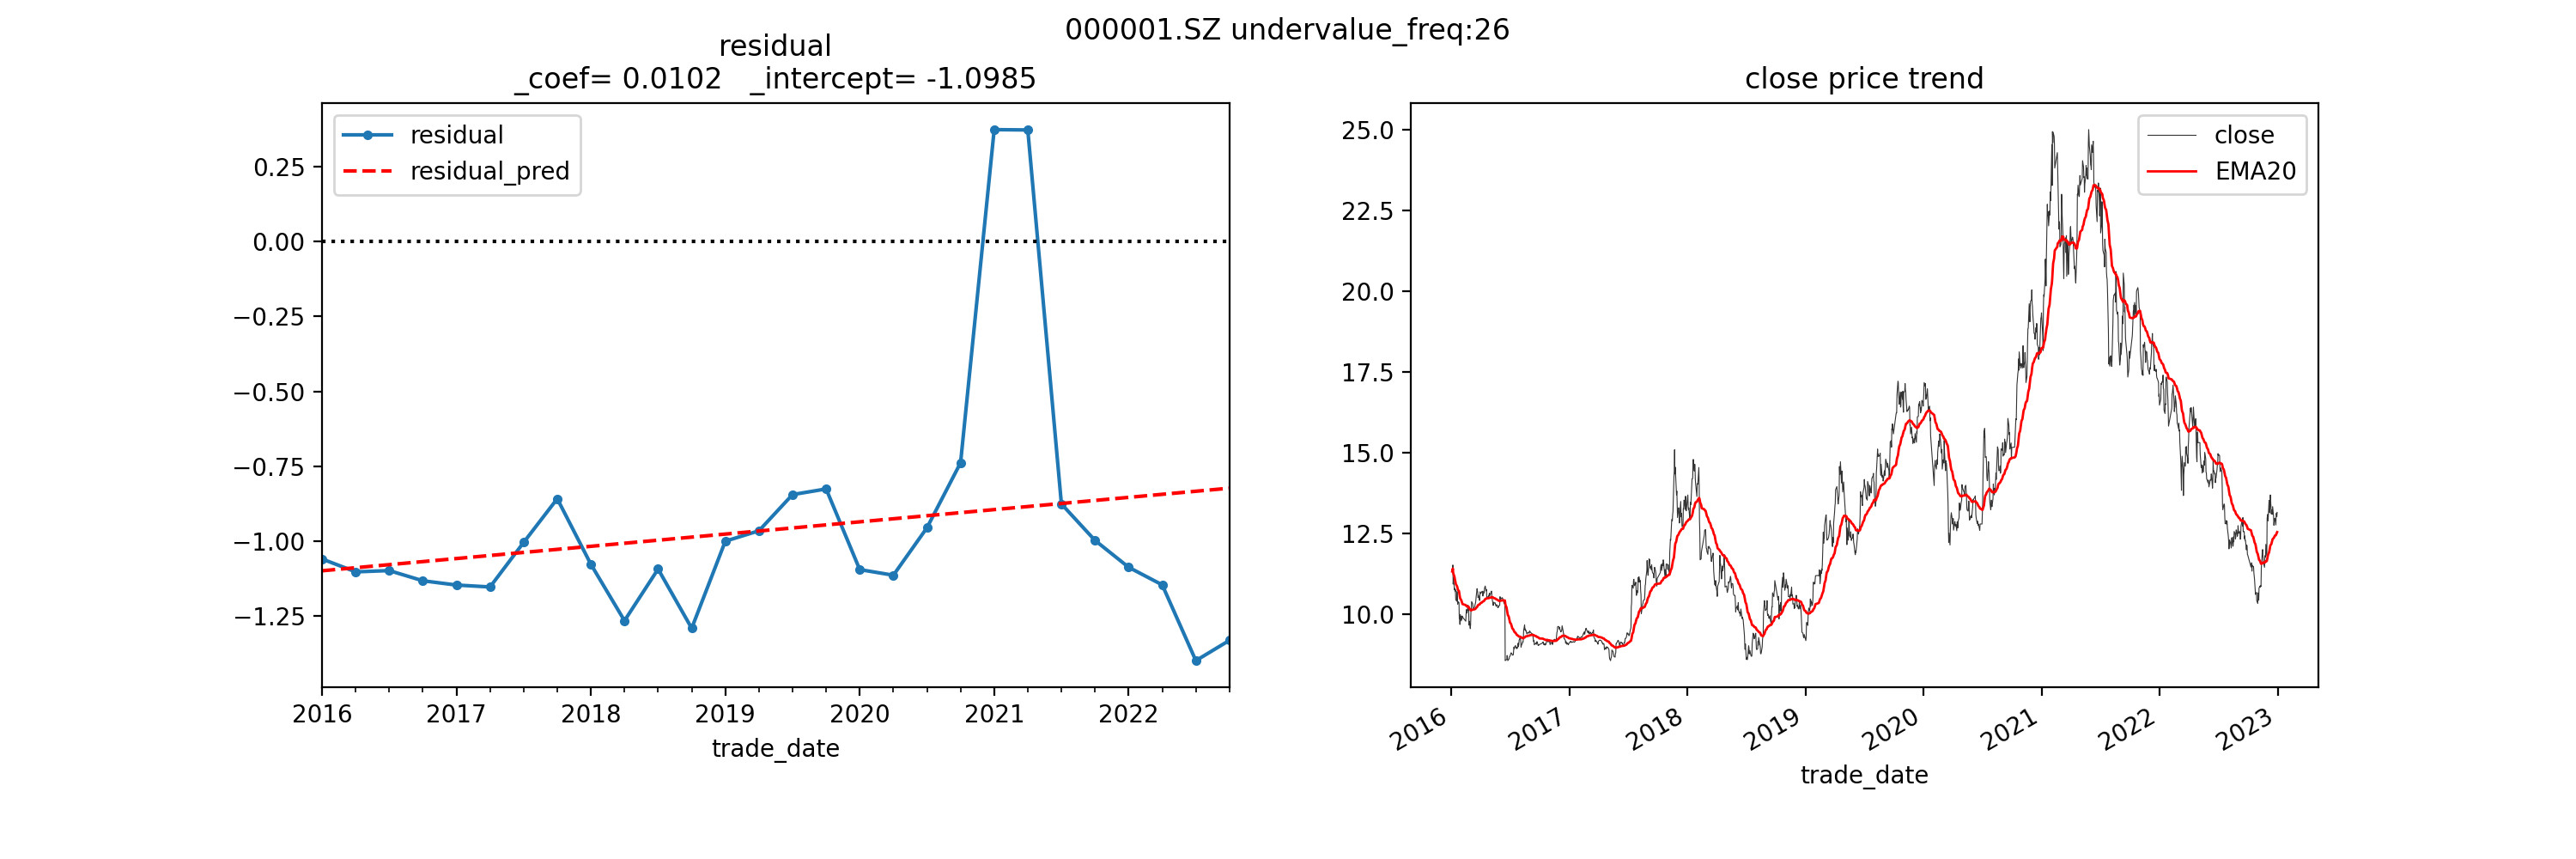 000001.SZ undervalue_freq:26
residual
_coef= 0.0102   _intercept= -1.0985
residual
residual_pred
0.25
0.00
−0.25
−0.50
−0.75
−1.00
−1.25
2016 2017 2018 2019 2020 2021 2022
trade_date
close price trend
close
EMA20
25.0
22.5
20.0
17.5
15.0
12.5
10.0
2016 2017 2018 2019 2020 2021 2022 2023
trade_date